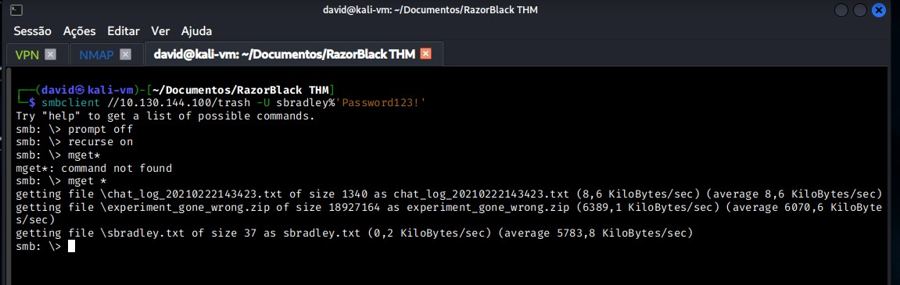 david@kali-vm: ~/Documentos/RazorBlack THM
Sessão Ações Editar Ver Ajuda
VPN NMAP david@kali-vm: ~/Documentos/RazorBlack THM
┌──(david㉿kali-vm)-[~/Documentos/RazorBlack THM]
└─$ smbclient //10.130.144.100/trash -U sbradley%'Password123!'
Try "help" to get a list of possible commands.
smb: \> prompt off
smb: \> recurse on
smb: \> mget*
mget*: command not found
smb: \> mget *
getting file \chat_log_20210222143423.txt of size 1340 as chat_log_20210222143423.txt (8,6 KiloBytes/sec) (average 8,6 KiloBytes/sec)
getting file \experiment_gone_wrong.zip of size 18927164 as experiment_gone_wrong.zip (6389,1 KiloBytes/sec) (average 6070,6 KiloByte
s/sec)
getting file \sbradley.txt of size 37 as sbradley.txt (0,2 KiloBytes/sec) (average 5783,8 KiloBytes/sec)
smb: \>